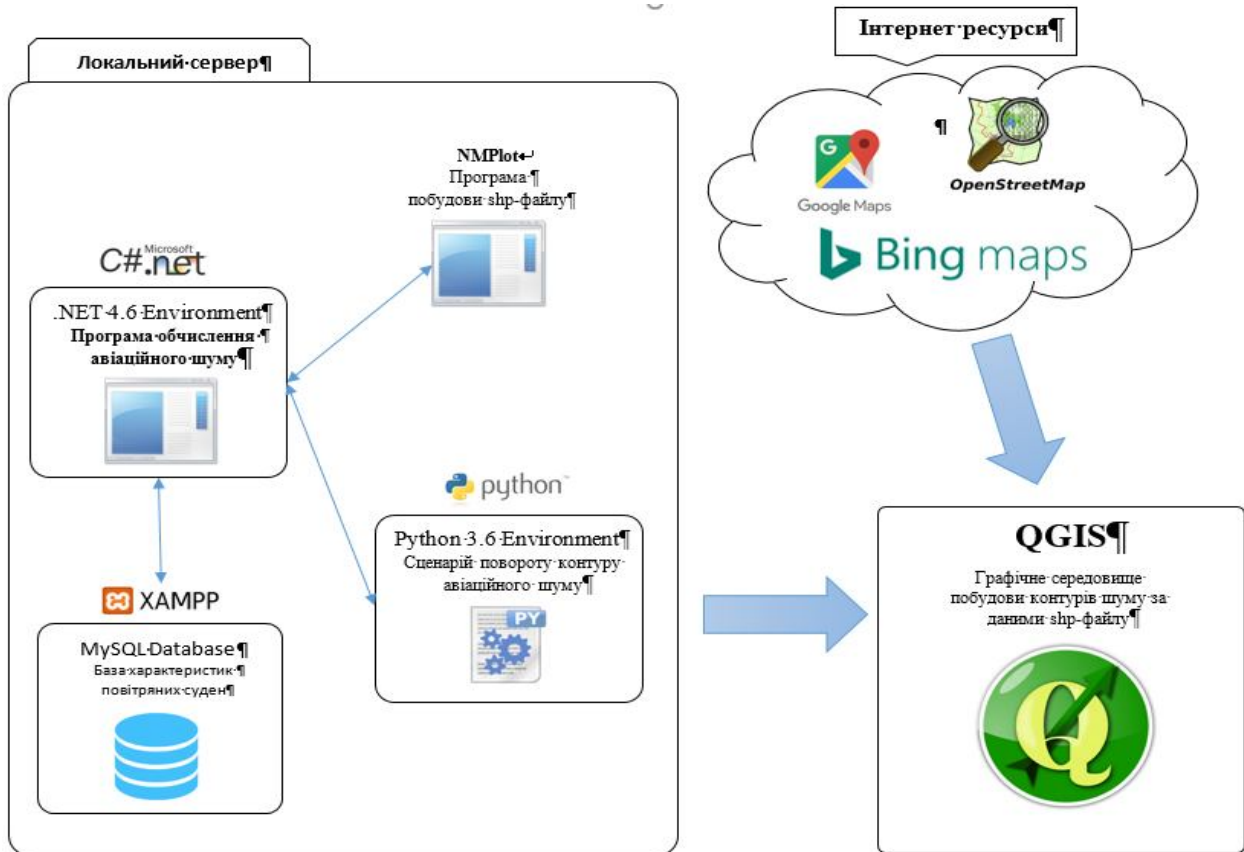 Локальний·сервер¶
Інтернет·ресурси¶
¶
Google Maps
OpenStreetMap
Bing maps
NMPlot↵
Програма·¶
побудови·shp-файлу¶
C# Microsoft .net
.NET·4.6·Environment¶
Програма·обчислення·¶
авіаційного·шуму¶
python™
Python·3.6·Environment¶
Сценарій·повороту·контуру·
авіаційного·шуму¶
PY
XAMPP
MySQL·Database¶
База·характеристик·¶
повітряних·суден¶
QGIS¶
Графічне·середовище·
побудови·контурів·шуму·за·
даними·shp-файлу¶